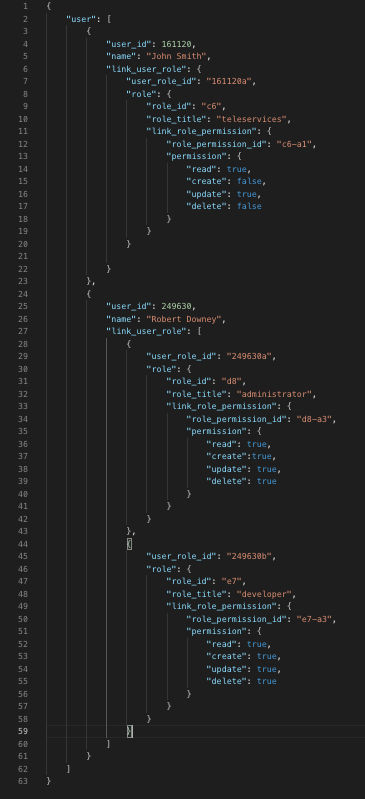 1 {
2 "user": [
3 {
4 "user_id": 161120,
5 "name": "John Smith",
6 "link_user_role": {
7 "user_role_id": "161120a",
8 "role": {
9 "role_id": "c6",
10 "role_title": "teleservices",
11 "link_role_permission": {
12 "role_permission_id": "c6-a1",
13 "permission": {
14 "read": true,
15 "create": false,
16 "update": true,
17 "delete": false
18 }
19 }
20 }
21
22 }
23 },
24 {
25 "user_id": 249630,
26 "name": "Robert Downey",
27 "link_user_role": [
28 {
29 "user_role_id": "249630a",
30 "role": {
31 "role_id": "d8",
32 "role_title": "administrator",
33 "link_role_permission": {
34 "role_permission_id": "d8-a3",
35 "permission": {
36 "read": true,
37 "create":true,
38 "update": true,
39 "delete": true
40 }
41 }
42 }
43 },
44 {
45 "user_role_id": "249630b",
46 "role": {
47 "role_id": "e7",
48 "role_title": "developer",
49 "link_role_permission": {
50 "role_permission_id": "e7-a3",
51 "permission": {
52 "read": true,
53 "create": true,
54 "update": true,
55 "delete": true
56 }
57 }
58 }
59 }
60 ]
61 }
62 ]
63 }